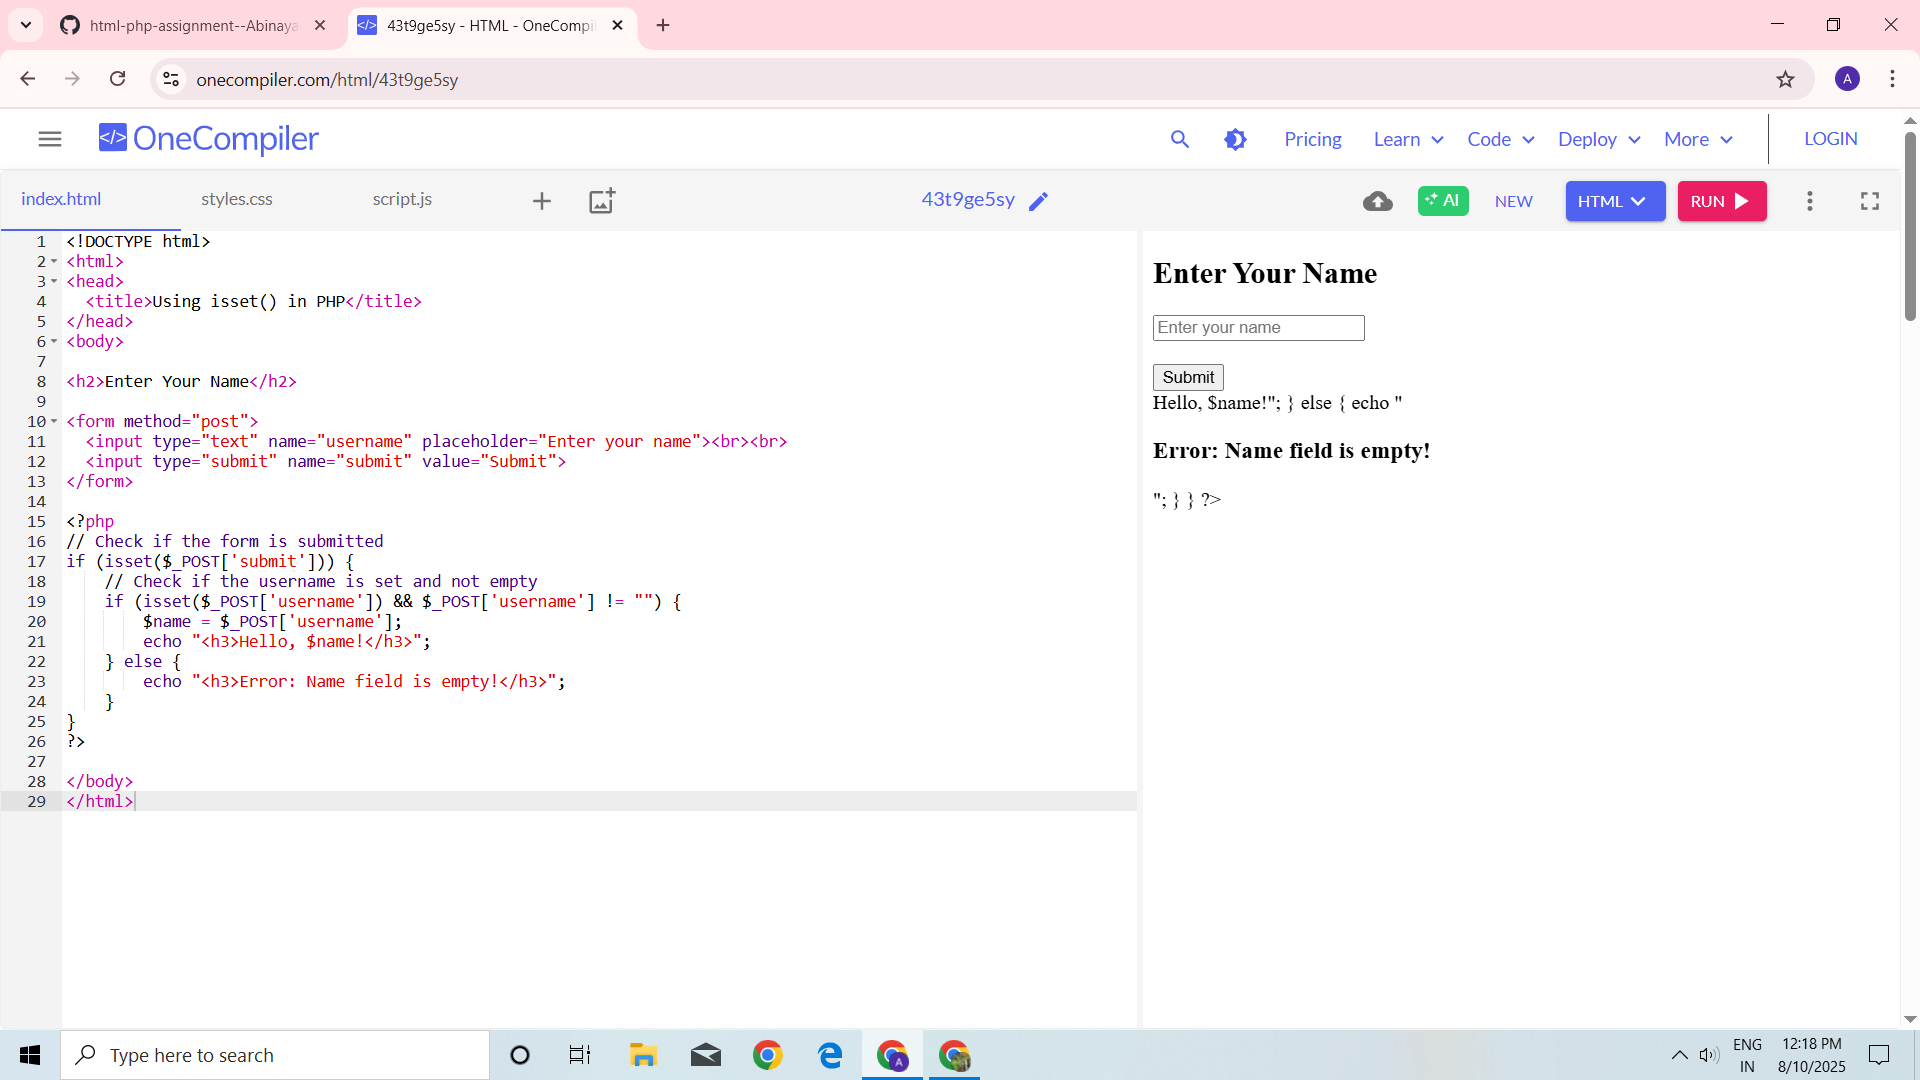 html-php-assignment--Abinaya
43t9ge5sy - HTML - OneCompi
onecompiler.com/html/43t9ge5sy
A
</> OneCompiler
Pricing
Learn
Code
Deploy
More
LOGIN
index.html
styles.css
script.js
43t9ge5sy
AI
NEW
HTML
RUN
1 <!DOCTYPE html>
2 <html>
3 <head>
4   <title>Using isset() in PHP</title>
5 </head>
6 <body>
7
8 <h2>Enter Your Name</h2>
9
10 <form method="post">
11   <input type="text" name="username" placeholder="Enter your name"><br><br>
12   <input type="submit" name="submit" value="Submit">
13 </form>
14
15 <?php
16 // Check if the form is submitted
17 if (isset($_POST['submit'])) {
18     // Check if the username is set and not empty
19     if (isset($_POST['username']) && $_POST['username'] != "") {
20         $name = $_POST['username'];
21         echo "<h3>Hello, $name!</h3>";
22     } else {
23         echo "<h3>Error: Name field is empty!</h3>";
24     }
25 }
26 ?>
27
28 </body>
29 </html>
Enter Your Name
Enter your name
Submit
Hello, $name!"; } else { echo "
Error: Name field is empty!
"; } } ?>
Type here to search
A
ENG
IN
12:18 PM
8/10/2025